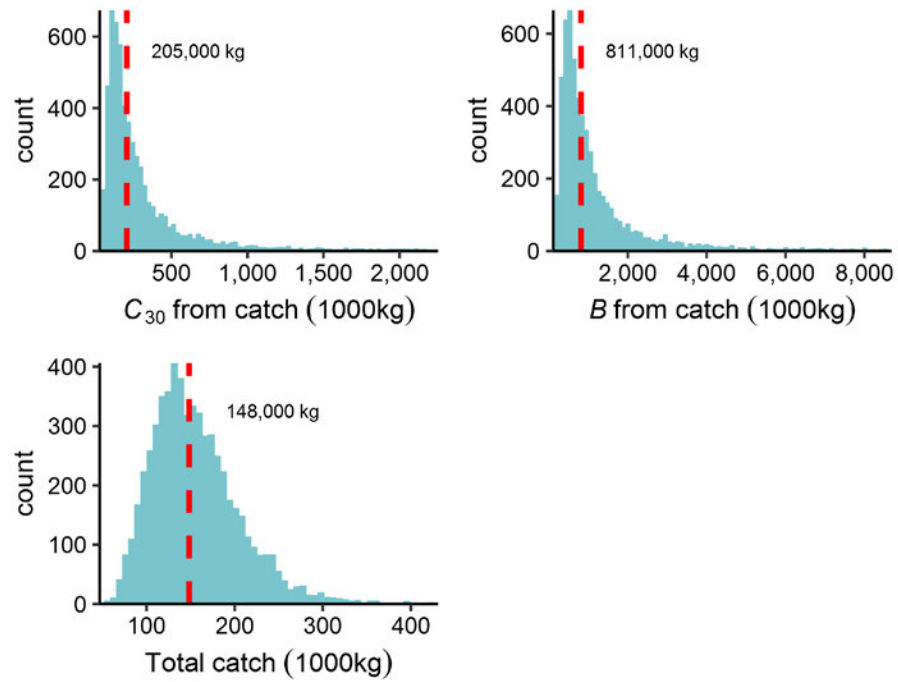 600
400
200
0
count
205,000 kg
500 1,000 1,500 2,000
C30 from catch (1000kg)
600
400
200
0
count
811,000 kg
2,000 4,000 6,000 8,000
B from catch (1000kg)
400
300
200
100
0
count
148,000 kg
100 200 300 400
Total catch (1000kg)